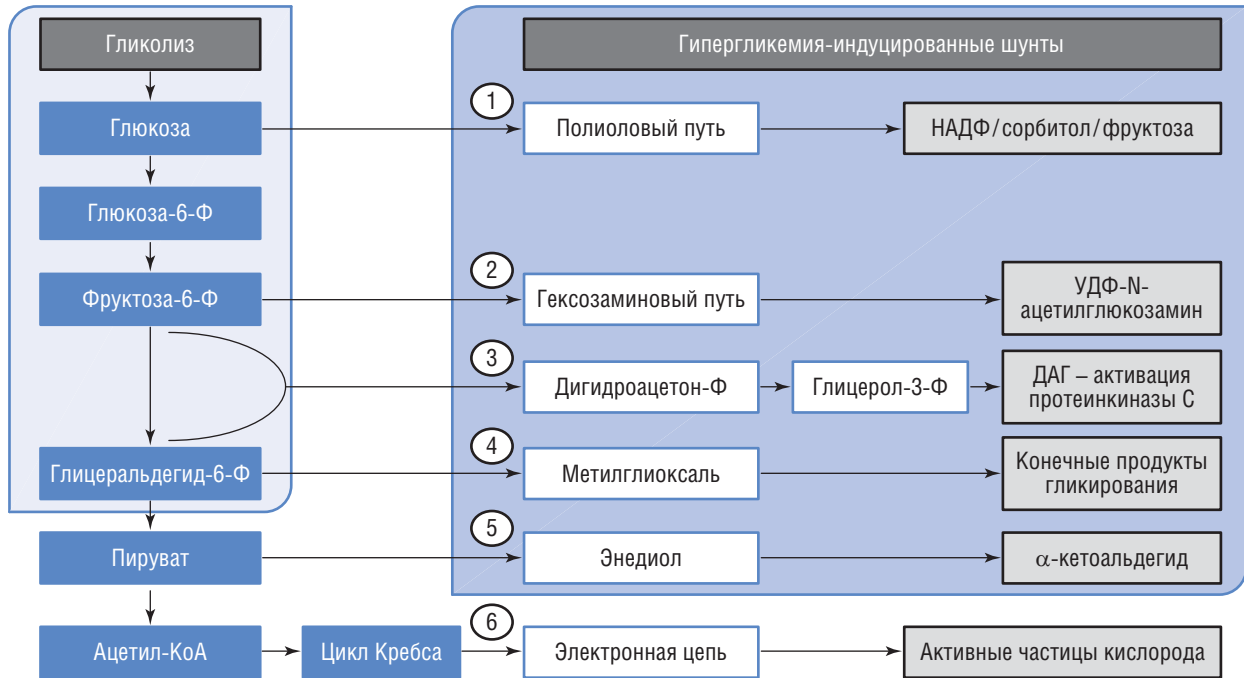 Гликолиз
Гипергликемия-индуцированные шунты
Глюкоза
1
Полиоловый путь
НАДФ/сорбитол/фруктоза
Глюкоза-6-Ф
Фруктоза-6-Ф
2
Гексозаминовый путь
УДФ-N-
ацетилглюкозамин
3
Дигидроацетон-Ф
Глицерол-3-Ф
ДАГ – активация
протеинкиназы С
Глицеральдегид-6-Ф
4
Метилглиоксаль
Конечные продукты
гликирования
Пируват
5
Энедиол
α-кетоальдегид
Ацетил-КоА
Цикл Кребса
6
Электронная цепь
Активные частицы кислорода